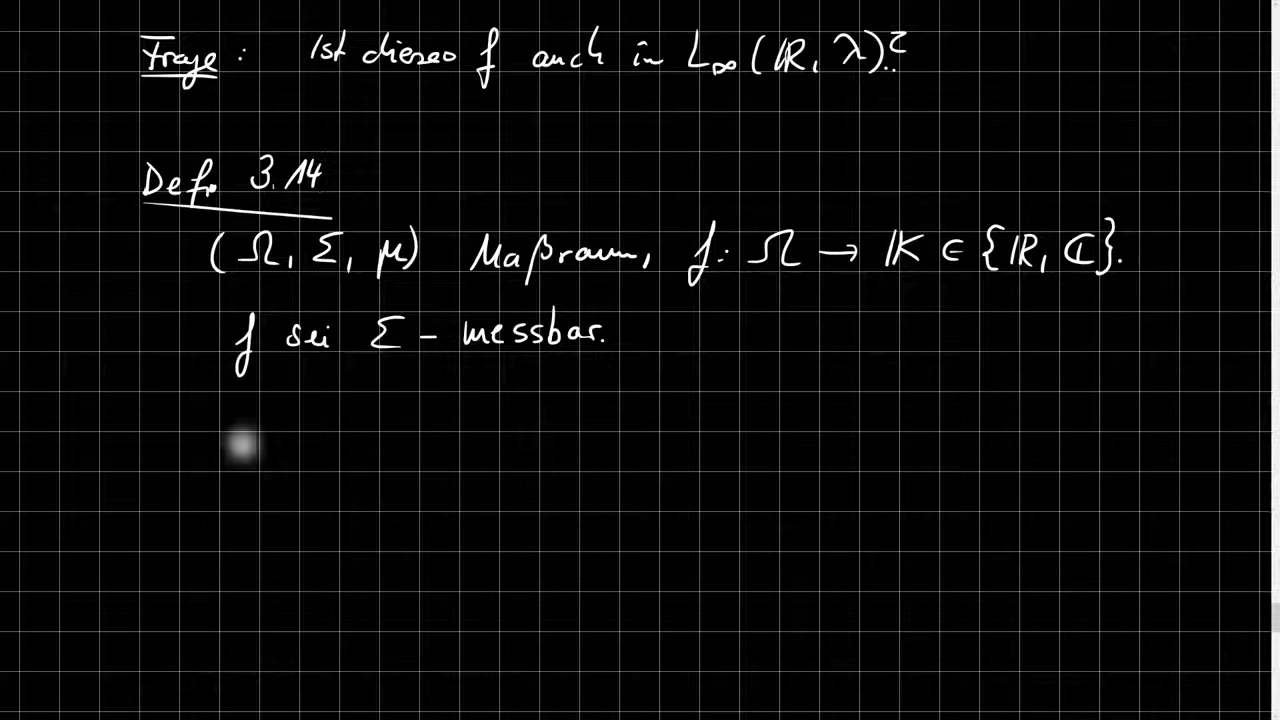 Frage: Ist dieses f auch in L∞(ℝ, λ)?
Def. 3.14
(Ω, Σ, μ) Maßraum, f: Ω → 𝕂 ∈ {ℝ, ℂ}.
f sei Σ-messbar.